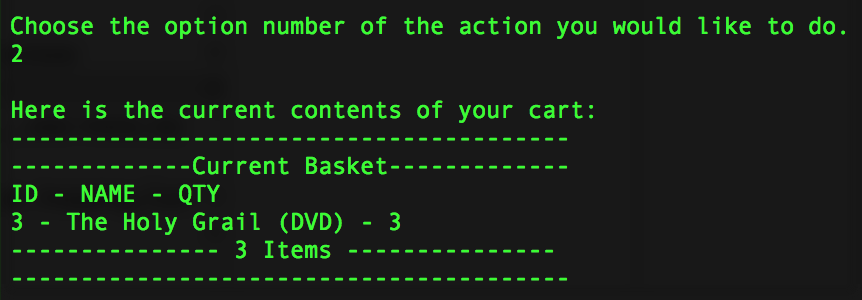 Choose the option number of the action you would like to do.
2
Here is the current contents of your cart:
----------------------------------------
-------------Current Basket-------------
ID - NAME - QTY
3 - The Holy Grail (DVD) - 3
--------------- 3 Items ---------------
----------------------------------------